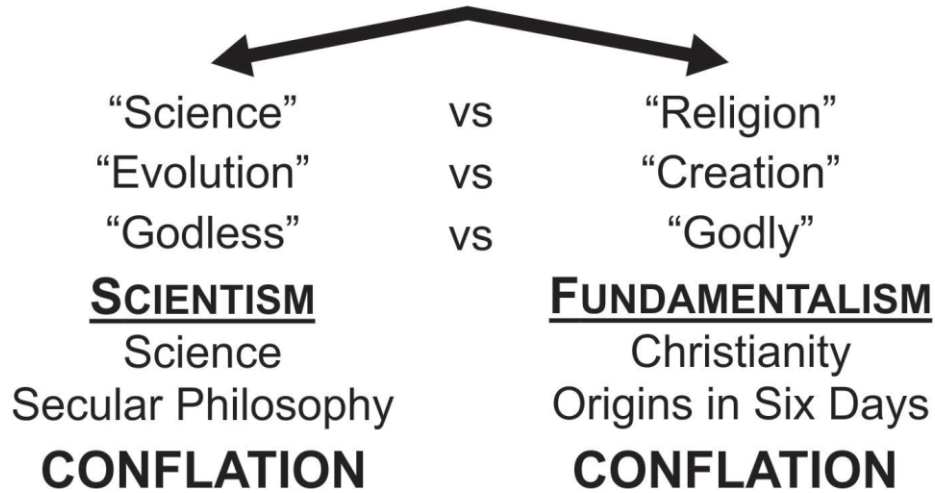 “Science” vs “Religion”
“Evolution” vs “Creation”
“Godless” vs “Godly”
SCIENTISM FUNDAMENTALISM
Science Christianity
Secular Philosophy Origins in Six Days
CONFLATION CONFLATION